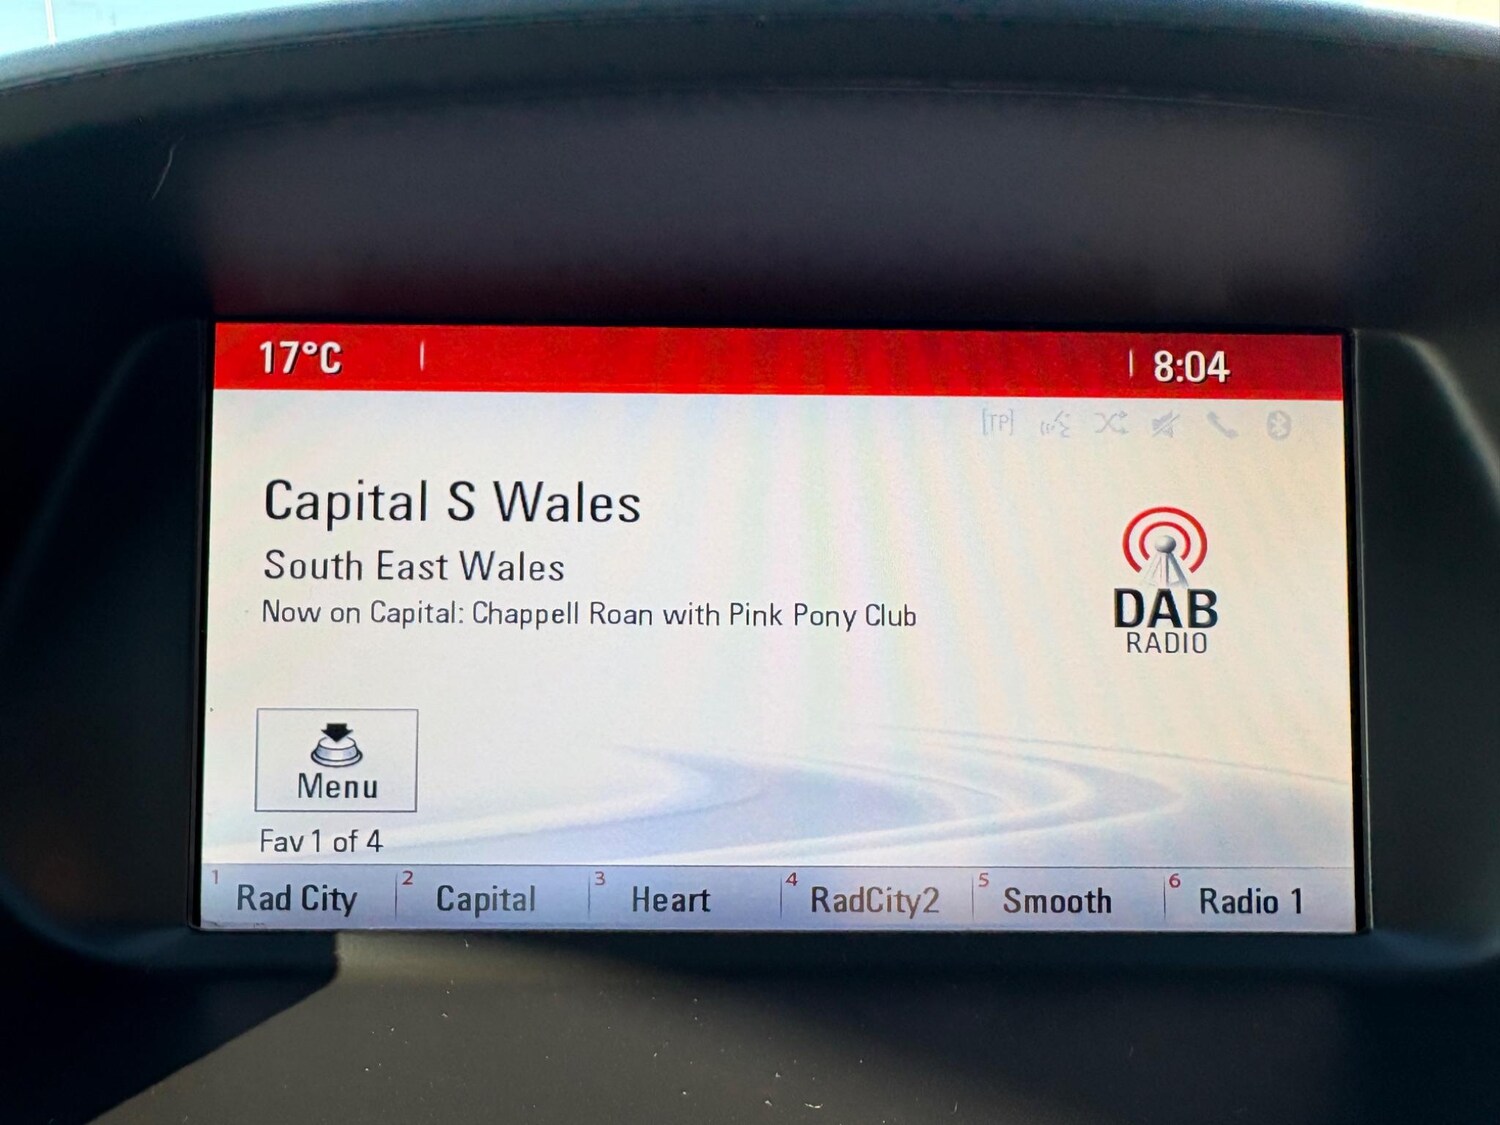 17°C
8:04
[TP]
Capital S Wales
South East Wales
Now on Capital: Chappell Roan with Pink Pony Club
DAB
RADIO
Menu
Fav 1 of 4
1 Rad City 2 Capital 3 Heart 4 RadCity2 5 Smooth 6 Radio 1